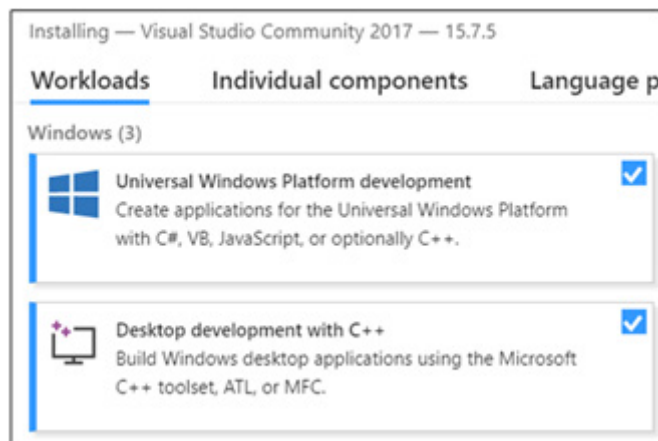 Installing — Visual Studio Community 2017 — 15.7.5
Workloads Individual components Language p
Windows (3)
Universal Windows Platform development
Create applications for the Universal Windows Platform
with C#, VB, JavaScript, or optionally C++.
Desktop development with C++
Build Windows desktop applications using the Microsoft
C++ toolset, ATL, or MFC.